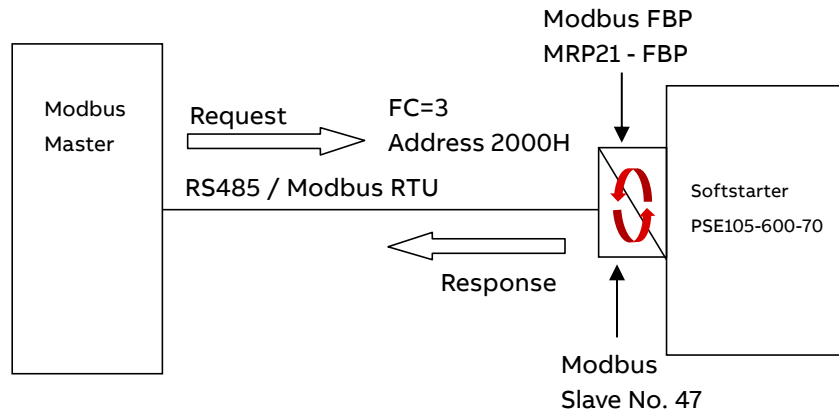 Modbus FBP
MRP21 - FBP
Modbus
Master
Request
FC=3
Address 2000H
RS485 / Modbus RTU
Softstarter
PSE105-600-70
Response
Modbus
Slave No. 47